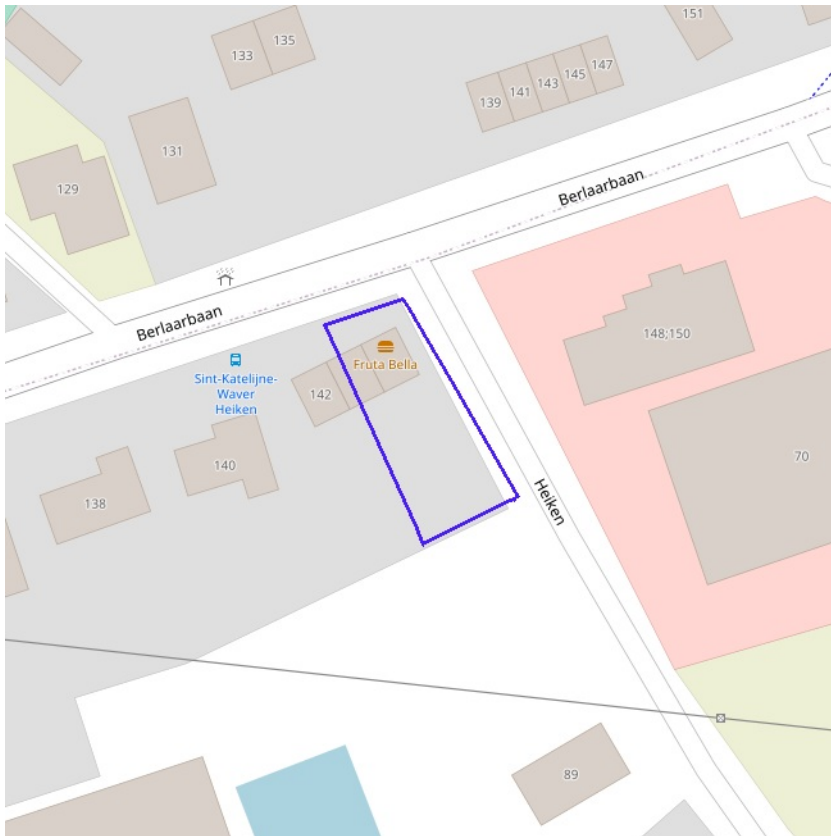 151
133
135
147
145
143
141
139
131
129
Berlaarbaan
Berlaarbaan
148;150
Fruta Bella
Sint-Katelijne-
Waver
Heiken
142
140
138
70
Heiken
89